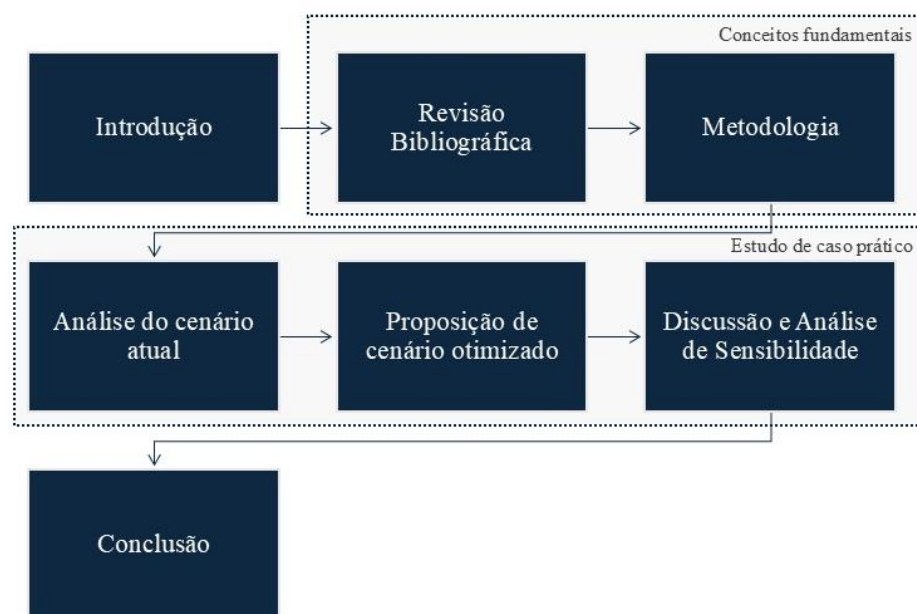 Conceitos fundamentais
Introdução
Revisão
Bibliográfica
Metodologia
Estudo de caso prático
Análise do cenário
atual
Proposição de
cenário otimizado
Discussão e Análise
de Sensibilidade
Conclusão